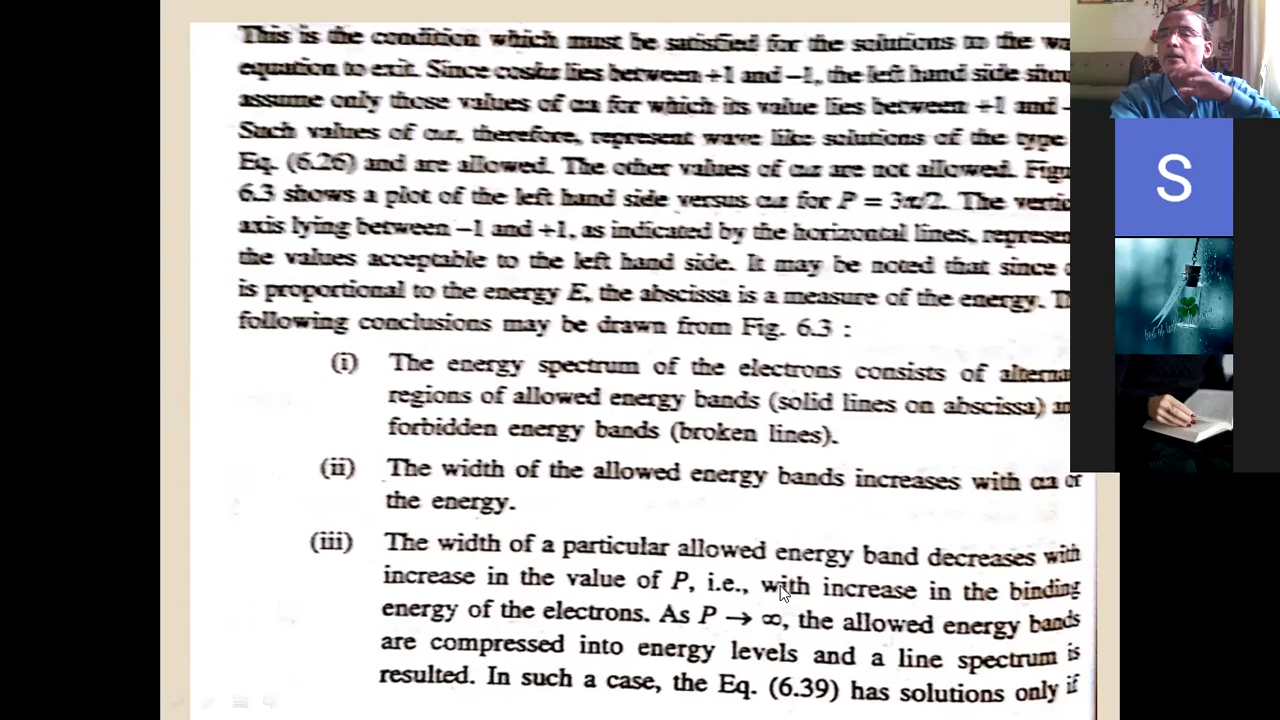 This is the condition which must be satisfied for the solutions to the
equation to exit. Since coska lies between +1 and −1, the left hand side
assume only those values of αa for which its value lies between +1 and
Such values of αa, therefore, represent wave like solutions of the type
Eq. (6.26) and are allowed. The other values of αa are not allowed.
6.3 shows a plot of the left hand side versus αa for P = 3π/2. The
axis lying between −1 and +1, as indicated by the horizontal lines,
the values acceptable to the left hand side. It may be noted that since
is proportional to the energy E, the abscissa is a measure of the energy.
following conclusions may be drawn from Fig. 6.3 :
(i) The energy spectrum of the electrons consists of
regions of allowed energy bands (solid lines on abscissa)
forbidden energy bands (broken lines).
(ii) The width of the allowed energy bands increases with αa or
the energy.
(iii) The width of a particular allowed energy band decreases with
increase in the value of P, i.e., with increase in the binding
energy of the electrons. As P → ∞, the allowed energy bands
are compressed into energy levels and a line spectrum is
resulted. In such a case, the Eq. (6.39) has solutions only if
S